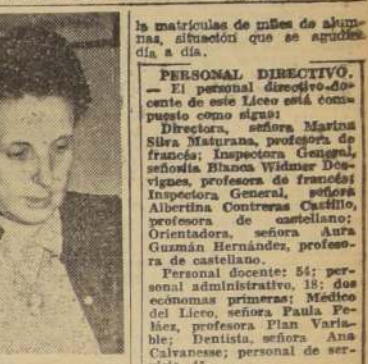 la matrículas de miles de alum-
nas, situación que se agudiza
día a día.
PERSONAL DIRECTIVO.
— El personal directivo-do-
cente de este Liceo está com-
puesto como sigue:
Directora, señora Marina
Silva Maturana, profesora de
francés; Inspectora General,
señorita Blanca Widmer Des-
vignes, profesora de francés;
Inspectora General, señora
Albertina Contreras Castillo,
profesora de castellano;
Orientadora, señora Aura
Guzmán Hernández, profeso-
ra de castellano.
Personal docente: 54; per-
sonal administrativo, 18; dos
ecónomas primeras; Médico
del Liceo, señora Paula Pe-
láez, profesora Plan Varia-
ble; Dentista, señora Ana
Calvanesse; personal de ser-